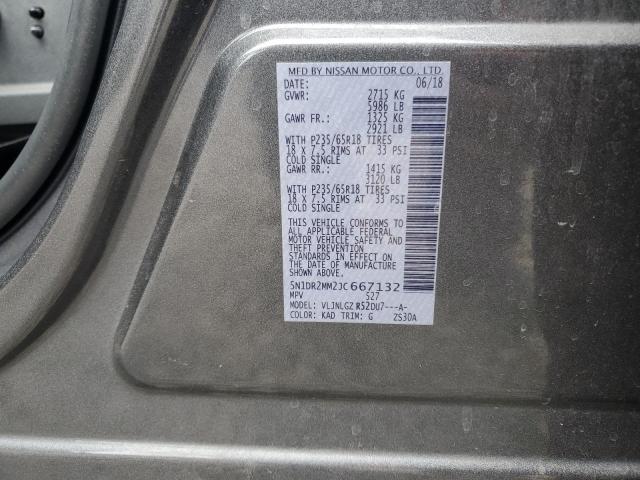 MFD BY NISSAN MOTOR CO., LTD
DATE: 06/18
GVWR: 2715 KG
5986 LB
GAWR FR.: 1325 KG
2921 LB
WITH P235/65R18 TIRES
18 X 7.5 RIMS AT 33 PSI
COLD SINGLE
GAWR RR.: 1415 KG
3120 LB
WITH P235/65R18 TIRES
18 X 7.5 RIMS AT 33 PSI
COLD SINGLE
THIS VEHICLE CONFORMS TO
ALL APPLICABLE FEDERAL
MOTOR VEHICLE SAFETY AND
THEFT PREVENTION
STANDARDS IN EFFECT ON
THE DATE OF MANUFACTURE
SHOWN ABOVE.
5N1DR2MM2JC667132
MPV 527
MODEL: VLJNLGZ R52DU7---A-
COLOR: KAD TRIM: G ZS30A